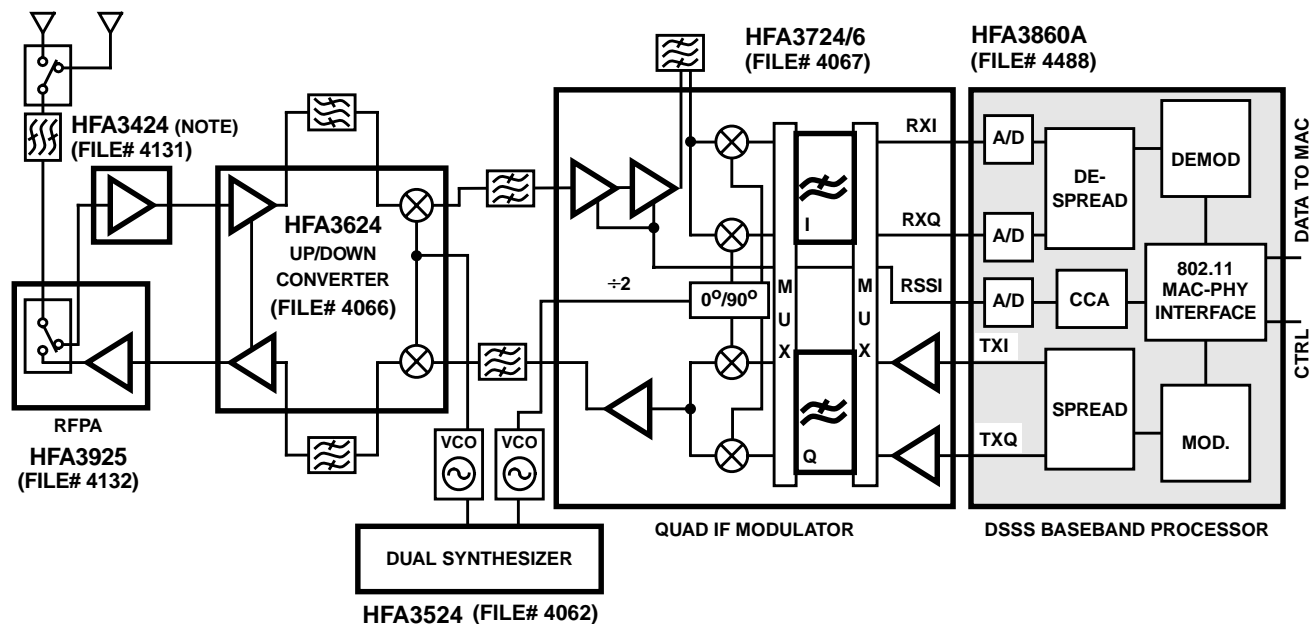 HFA3424 (NOTE)
(FILE# 4131)
HFA3624
UP/DOWN
CONVERTER
(FILE# 4066)
RFPA
HFA3925
(FILE# 4132)
VCO
VCO
DUAL SYNTHESIZER
HFA3524 (FILE# 4062)
HFA3724/6
(FILE# 4067)
÷2
0°/90°
I
Q
M
U
X
M
U
X
RXI
RXQ
RSSI
TXI
TXQ
QUAD IF MODULATOR
HFA3860A
(FILE# 4488)
A/D
A/D
A/D
DE-
SPREAD
DEMOD
CCA
802.11
MAC-PHY
INTERFACE
SPREAD
MOD.
DATA TO MAC
CTRL
DSSS BASEBAND PROCESSOR